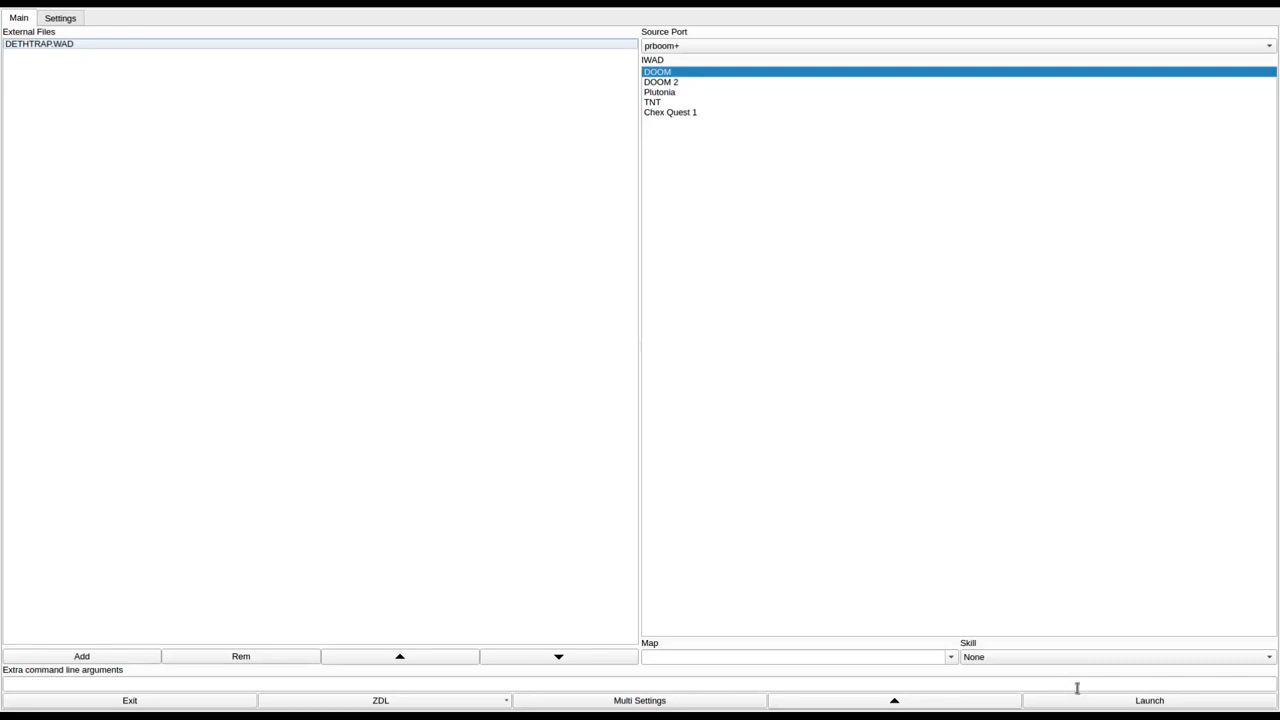 Main Settings
External Files
DETHTRAP.WAD
Source Port
prboom+
IWAD
DOOM
DOOM 2
Plutonia
TNT
Chex Quest 1
Map Skill
None
Add Rem
Extra command line arguments
Exit ZDL Multi Settings Launch